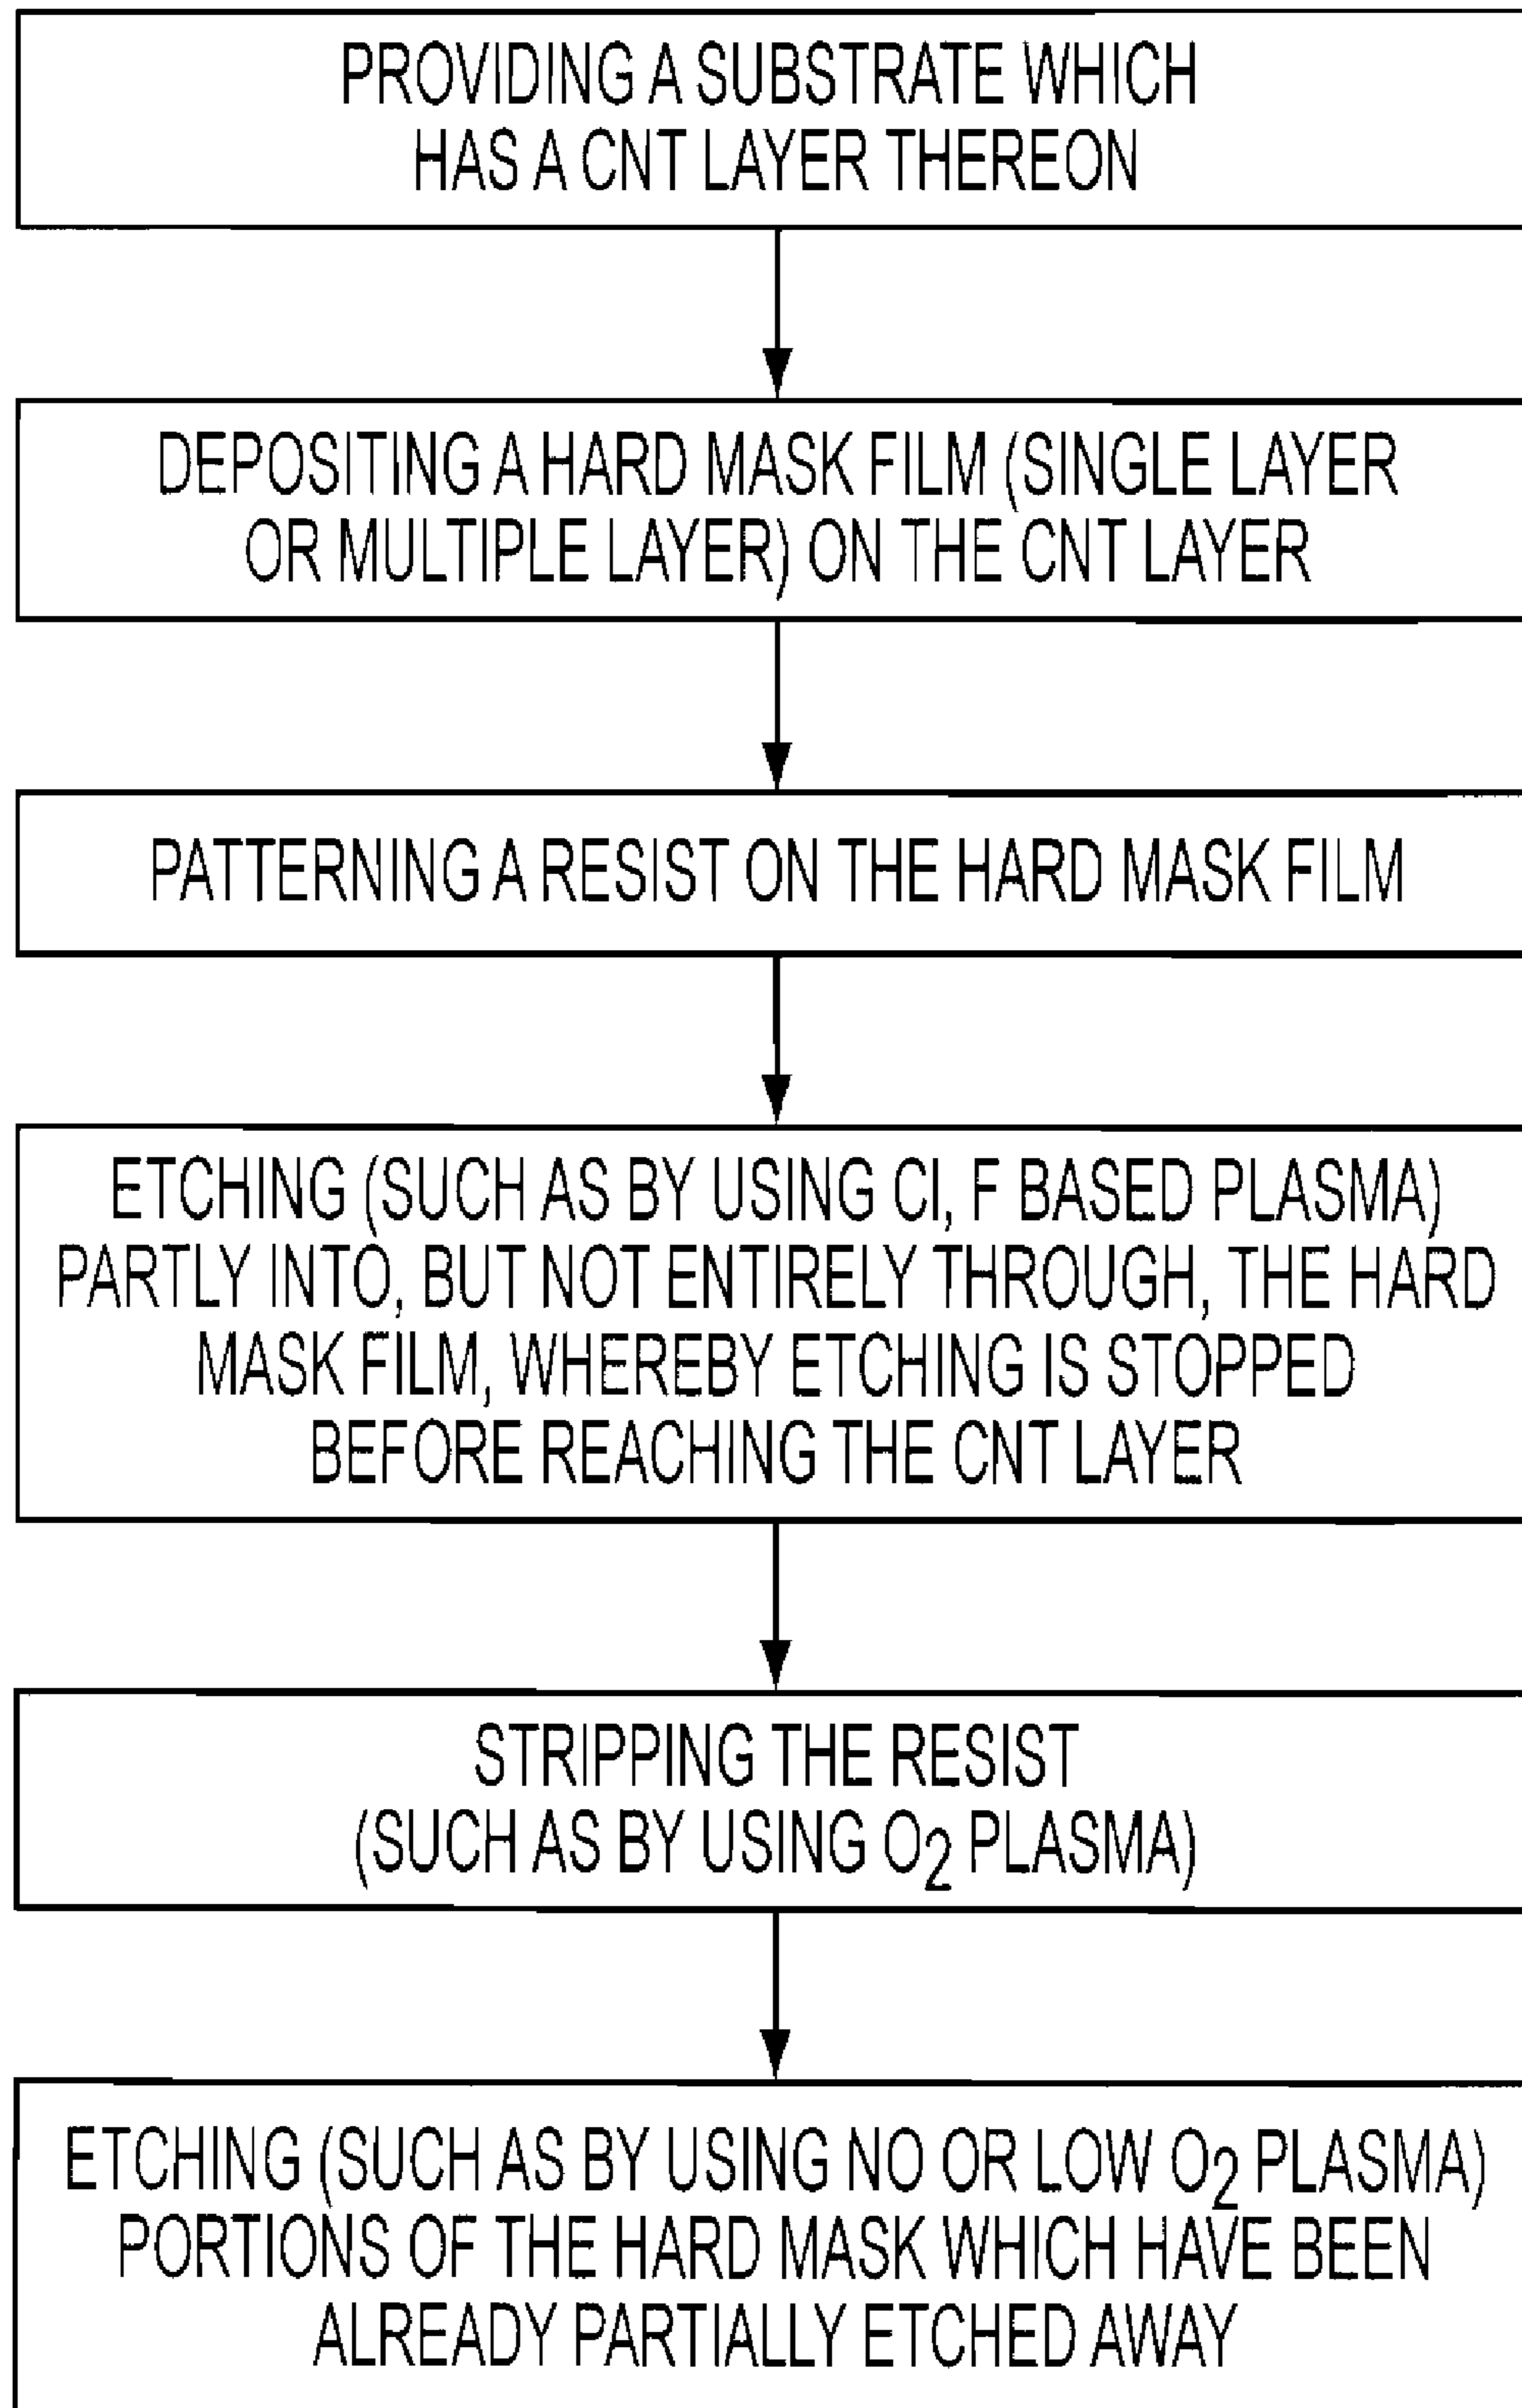 PROVIDING A SUBSTRATE WHICH
HAS A CNT LAYER THEREON
DEPOSITING A HARD MASK FILM (SINGLE LAYER
OR MULTIPLE LAYER) ON THE CNT LAYER
PATTERNING A RESIST ON THE HARD MASK FILM
ETCHING (SUCH AS BY USING Cl, F BASED PLASMA)
PARTLY INTO, BUT NOT ENTIRELY THROUGH, THE HARD
MASK FILM, WHEREBY ETCHING IS STOPPED
BEFORE REACHING THE CNT LAYER
STRIPPING THE RESIST
(SUCH AS BY USING O₂ PLASMA)
ETCHING (SUCH AS BY USING NO OR LOW O₂ PLASMA)
PORTIONS OF THE HARD MASK WHICH HAVE BEEN
ALREADY PARTIALLY ETCHED AWAY